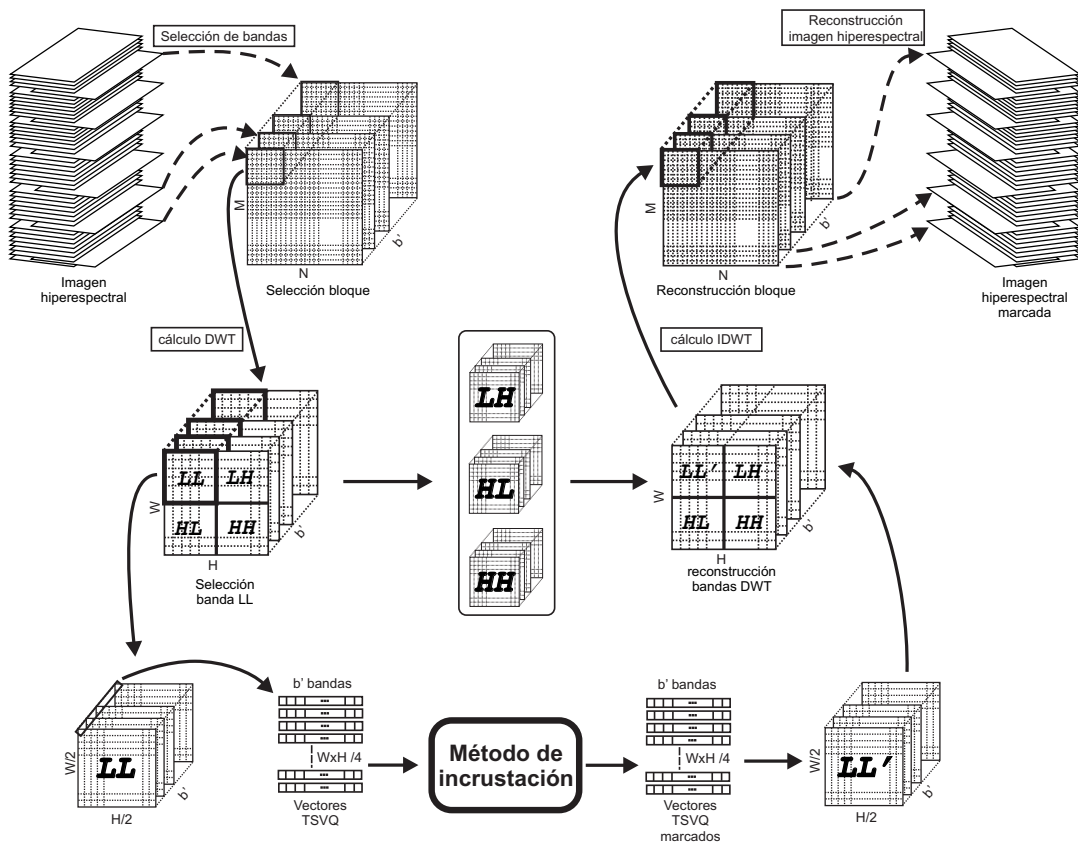 Selección de bandas
Reconstrucción
imagen hiperespectral
M
b'
N
Selección bloque
Imagen
hiperespectral
M
b'
N
Reconstrucción bloque
Imagen
hiperespectral
marcada
cálculo DWT
cálculo IDWT
LH
HL
HH
LL LH
HL HH
W
b'
H
Selección
banda LL
LL' LH
HL HH
W
b'
H
reconstrucción
bandas DWT
LL
W/2
b'
H/2
b' bandas
WxH /4
Vectores
TSVQ
Método de
incrustación
b' bandas
WxH /4
Vectores
TSVQ
marcados
LL'
W/2
b'
H/2